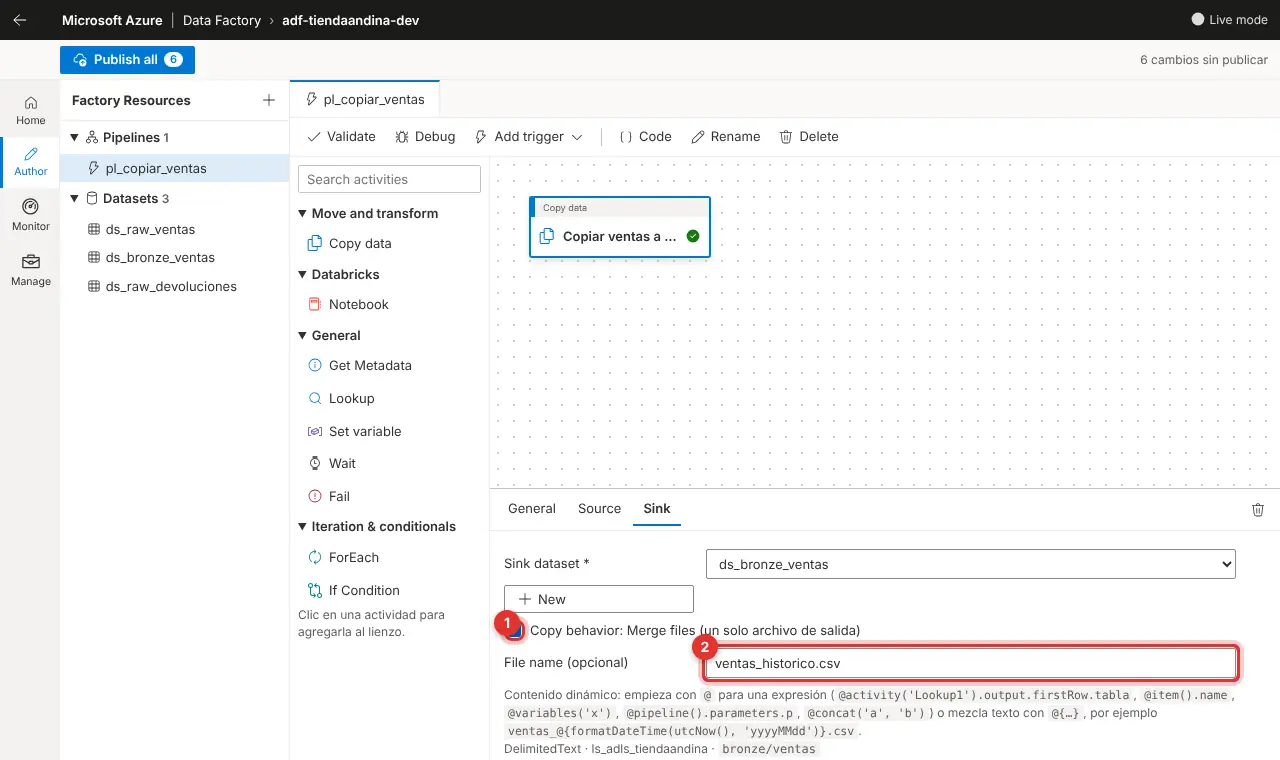 Microsoft Azure | Data Factory › adf-tiendaandina-dev
Live mode
Publish all 6
6 cambios sin publicar
Home
Author
Monitor
Manage
Factory Resources
Pipelines 1
pl_copiar_ventas
Datasets 3
ds_raw_ventas
ds_bronze_ventas
ds_raw_devoluciones
pl_copiar_ventas
Validate Debug Add trigger Code Rename Delete
Search activities
Move and transform
Copy data
Databricks
Notebook
General
Get Metadata
Lookup
Set variable
Wait
Fail
Iteration & conditionals
ForEach
If Condition
Clic en una actividad para
agregarla al lienzo.
Copy data
Copiar ventas a ...
General Source Sink
Sink dataset * ds_bronze_ventas
New
1 Copy behavior: Merge files (un solo archivo de salida)
2
File name (opcional) ventas_historico.csv
Contenido dinámico: empieza con @ para una expresión ( @activity('Lookup1').output.firstRow.tabla , @item().name ,
@variables('x') , @pipeline().parameters.p , @concat('a', 'b') ) o mezcla texto con @{…} , por ejemplo
ventas_@{formatDateTime(utcNow(), 'yyyyMMdd')}.csv .
DelimitedText · ls_adls_tiendaandina · bronze/ventas